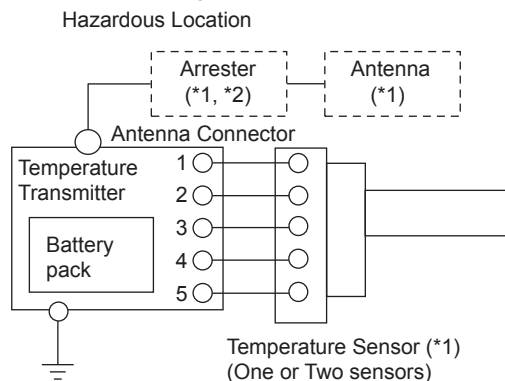 Hazardous Location
Arrester
(*1, *2)
Antenna
(*1)
Antenna Connector
Temperature
Transmitter
Battery
pack
1
2
3
4
5
Temperature Sensor (*1)
(One or Two sensors)